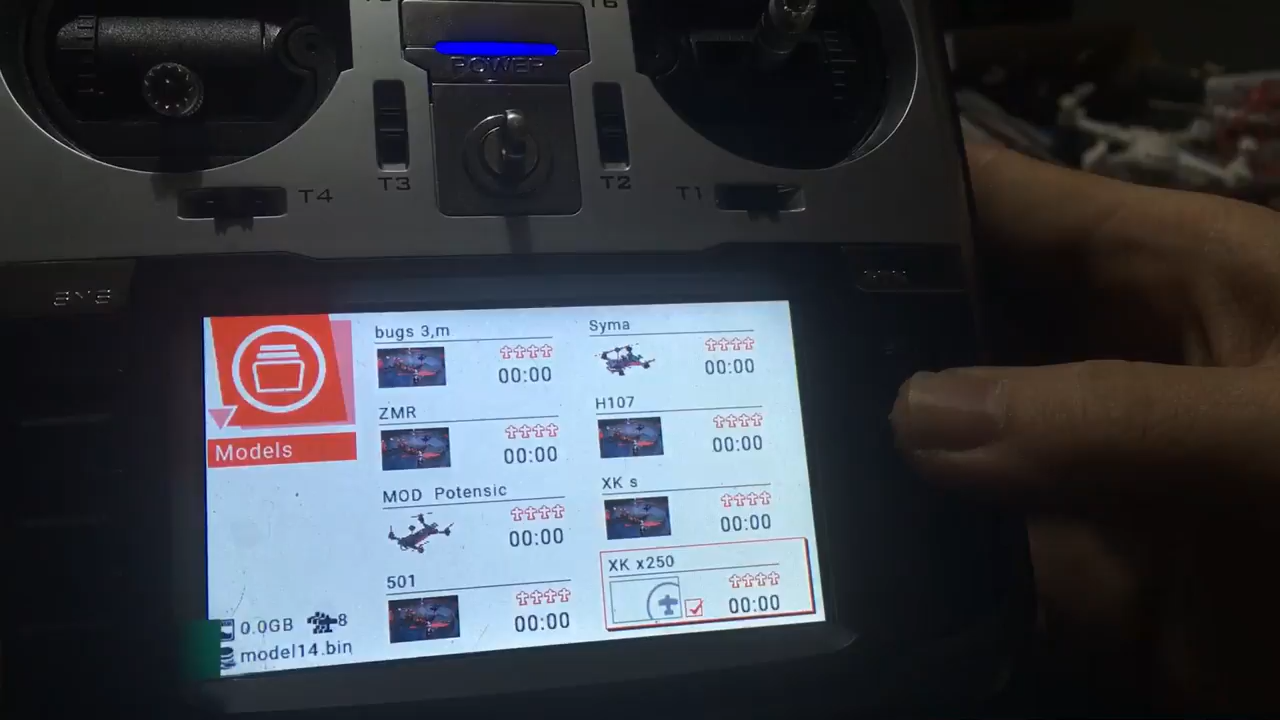 POWER
T4
T3
T2
T1
SYS
Models
bugs 3,m
00:00
Syma
00:00
ZMR
00:00
H107
00:00
MOD Potensic
00:00
XK s
00:00
501
00:00
XK x250
00:00
0.0GB
8
model14.bin